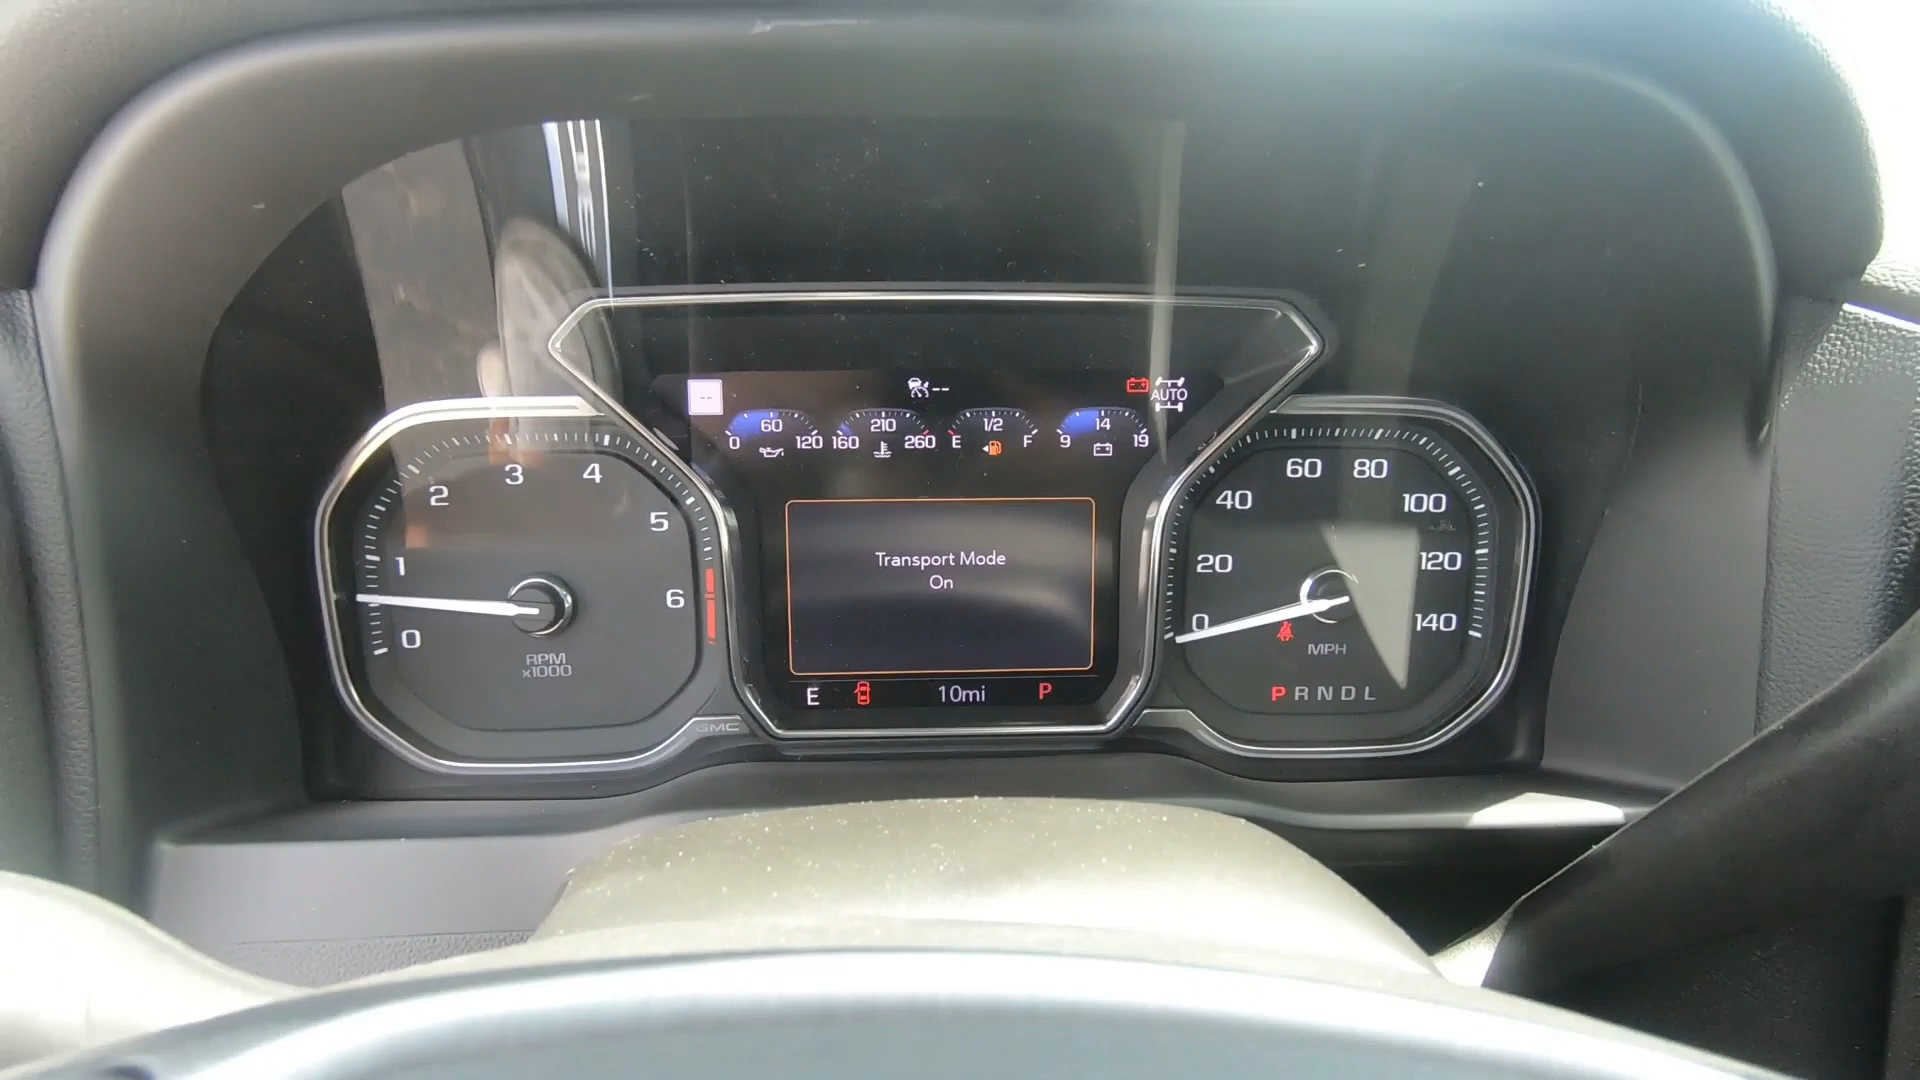 --
--
AUTO
0 60 120
160 210 260
E 1/2 F
9 14 19
0 1 2 3 4 5 6
RPM
x1000
Transport Mode
On
E 10mi P
GMC
0 20 40 60 80 100 120 140
MPH
P R N D L